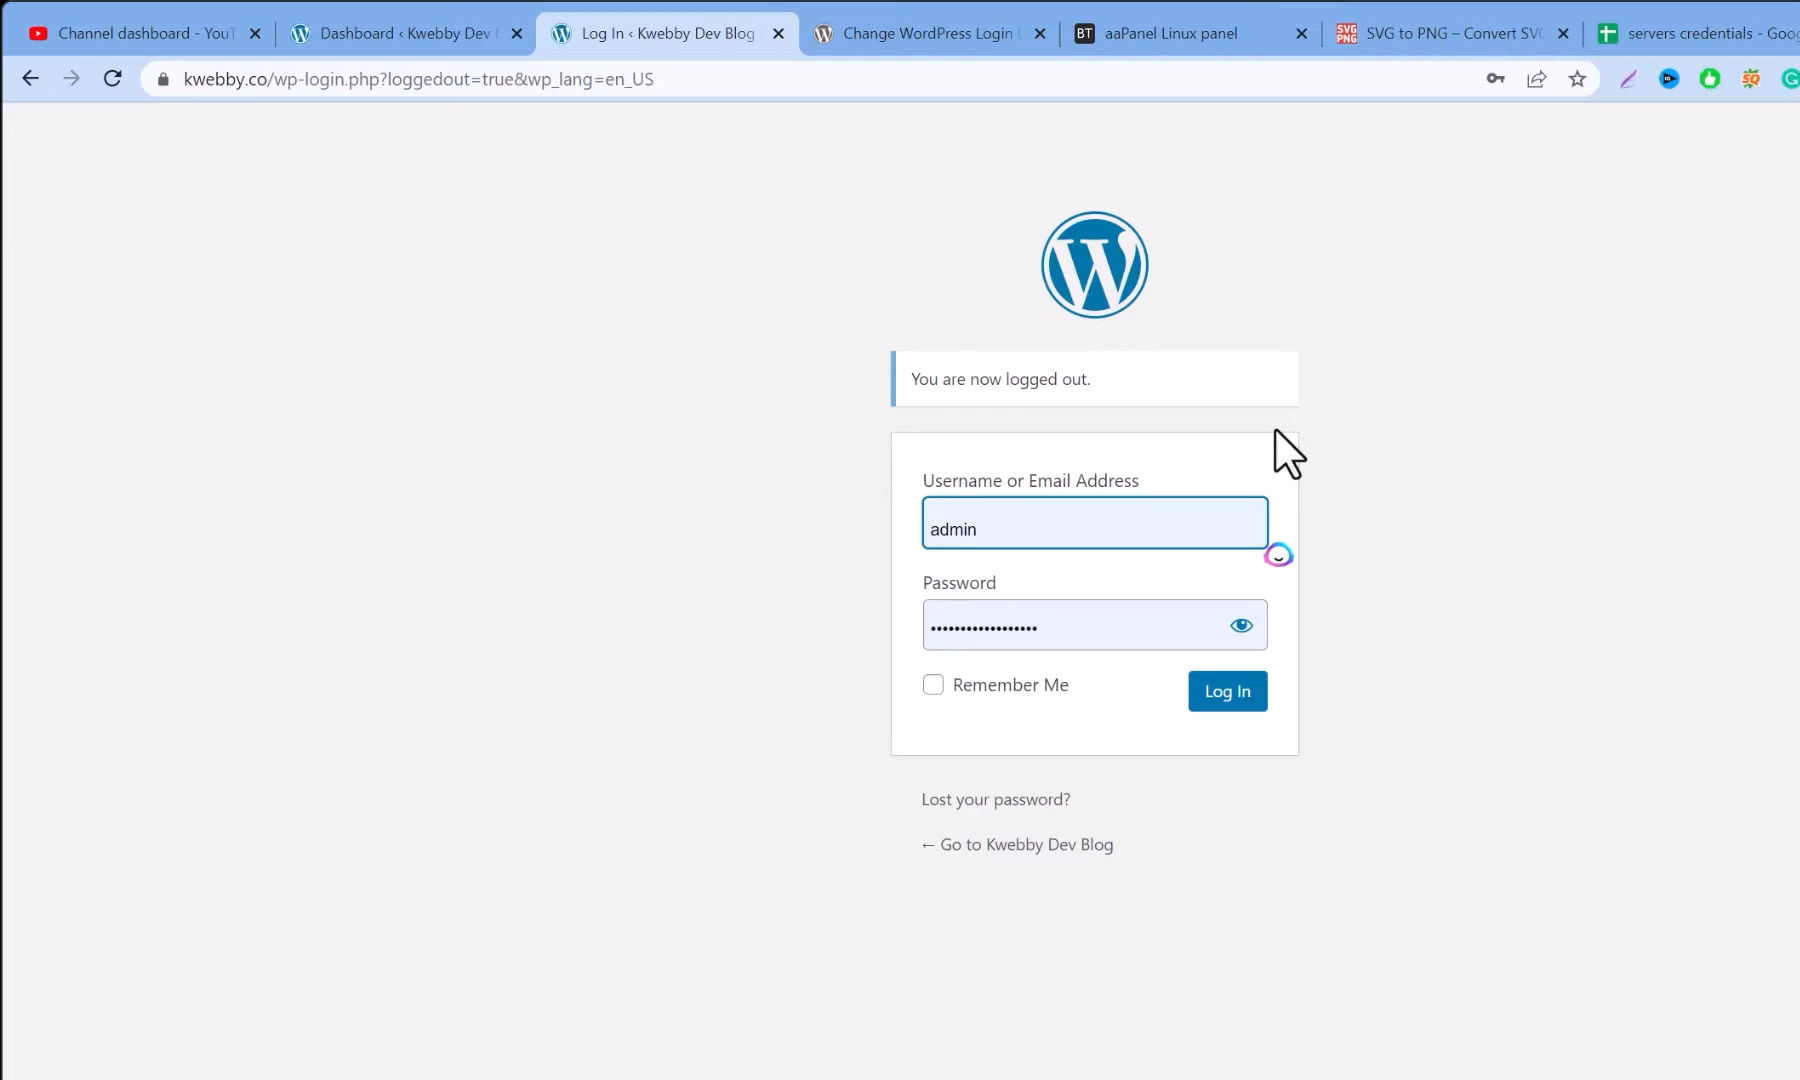 Channel dashboard - YouT
Dashboard ‹ Kwebby Dev
Log In ‹ Kwebby Dev Blog
Change WordPress Login
BT
aaPanel Linux panel
SVG
PNG
SVG to PNG – Convert SV
servers credentials - Goo
kwebby.co/wp-login.php?loggedout=true&wp_lang=en_US
SQ
You are now logged out.
Username or Email Address
admin
Password
••••••••••••••••••
Remember Me
Log In
Lost your password?
← Go to Kwebby Dev Blog